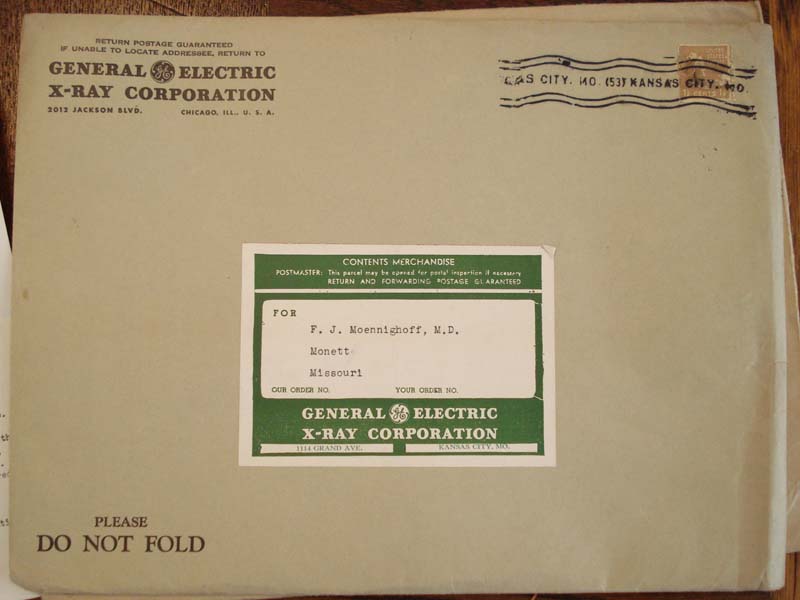 RETURN POSTAGE GUARANTEED
IF UNABLE TO LOCATE ADDRESSEE, RETURN TO
GENERAL GE ELECTRIC
X-RAY CORPORATION
2012 JACKSON BLVD. CHICAGO, ILL., U. S. A.
AS CITY, MO. (53) KANSAS CITY, MO.
CONTENTS MERCHANDISE
POSTMASTER: This parcel may be opened for postal inspection if necessary
RETURN AND FORWARDING POSTAGE GUARANTEED
FOR
F. J. Moennighoff, M.D.
Monett
Missouri
OUR ORDER NO. YOUR ORDER NO.
GENERAL GE ELECTRIC
X-RAY CORPORATION
1114 GRAND AVE. KANSAS CITY, MO.
PLEASE
DO NOT FOLD